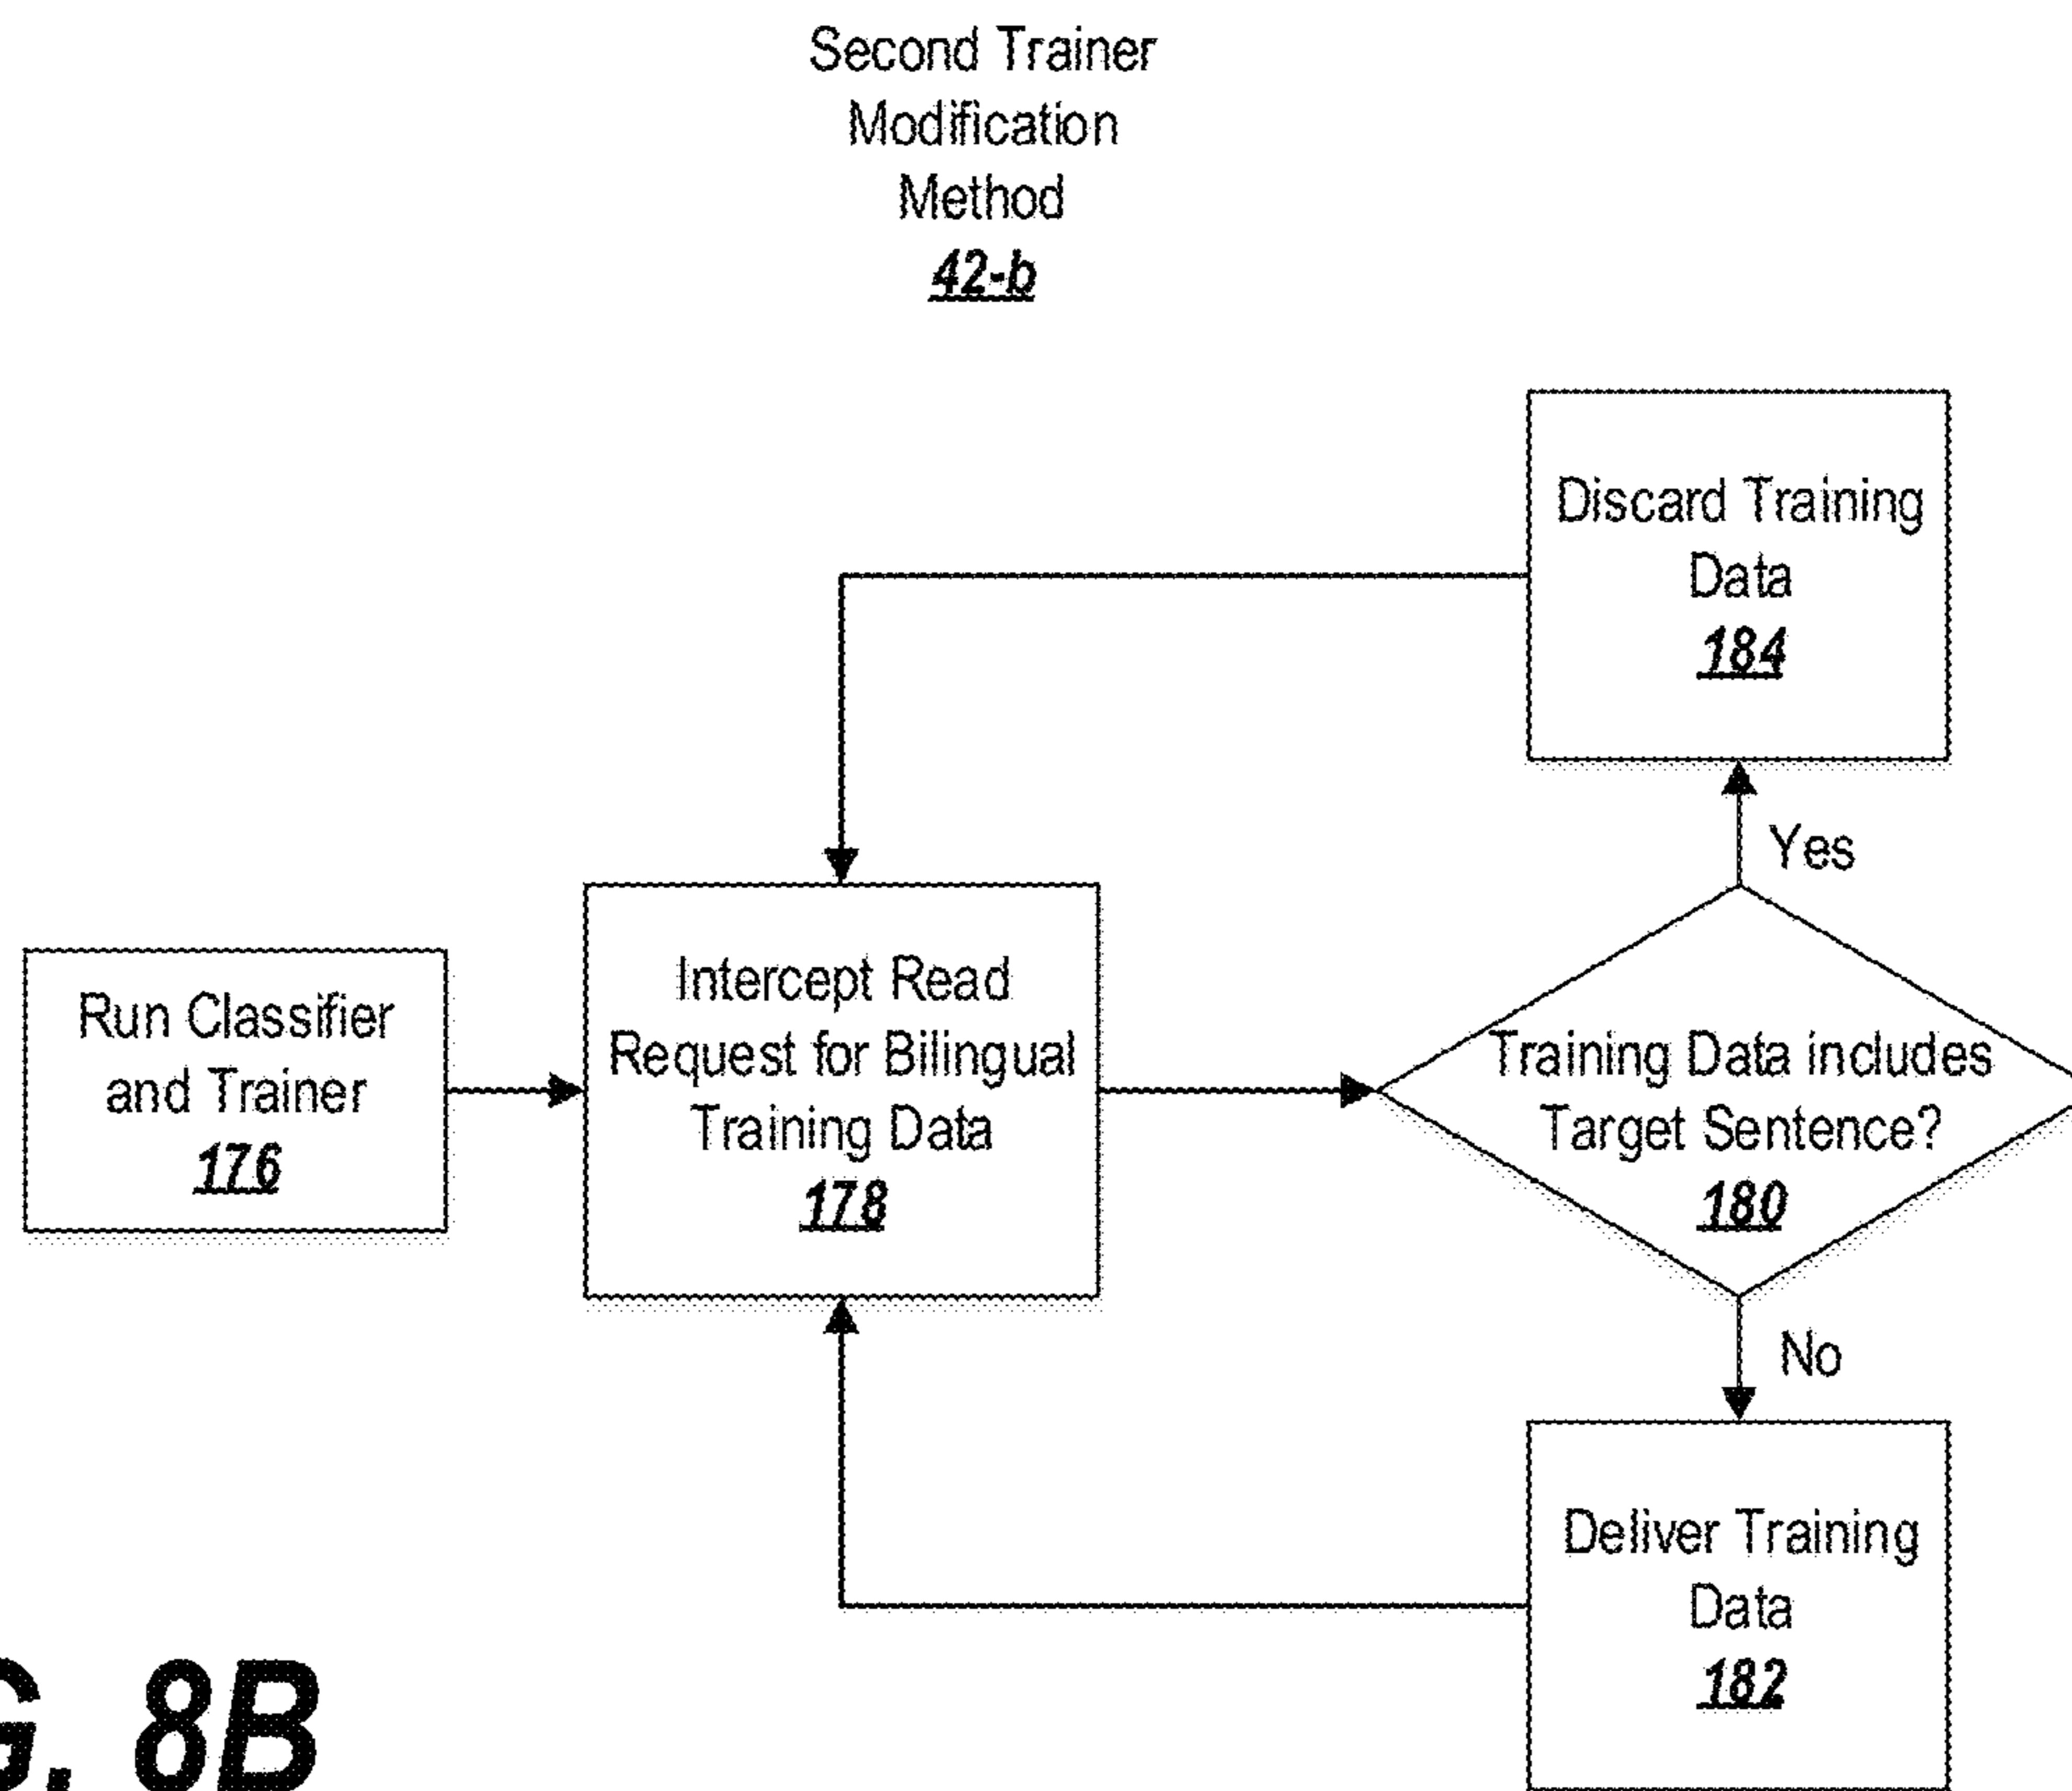 Second Trainer
Modification
Method
42-b
Discard Training
Data
184
Yes
Run Classifier
and Trainer
176
Intercept Read
Request for Bilingual
Training Data
178
Training Data includes
Target Sentence?
180
No
Deliver Training
Data
182
G. 8B